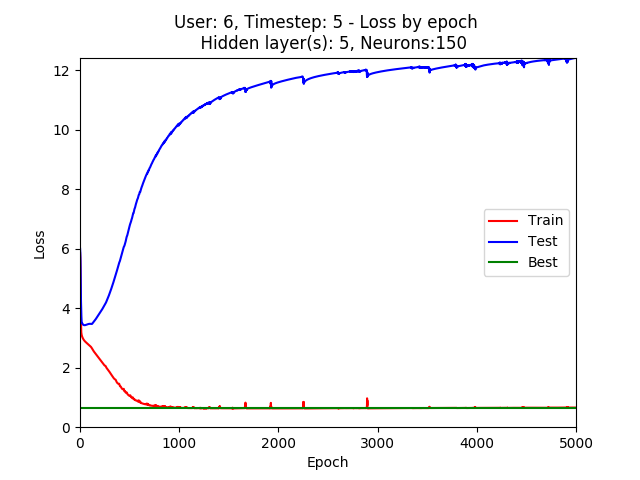 User: 6, Timestep: 5 - Loss by epoch
Hidden layer(s): 5, Neurons:150
12
10
8
6
4
2
0
Loss
Train
Test
Best
0 1000 2000 3000 4000 5000
Epoch